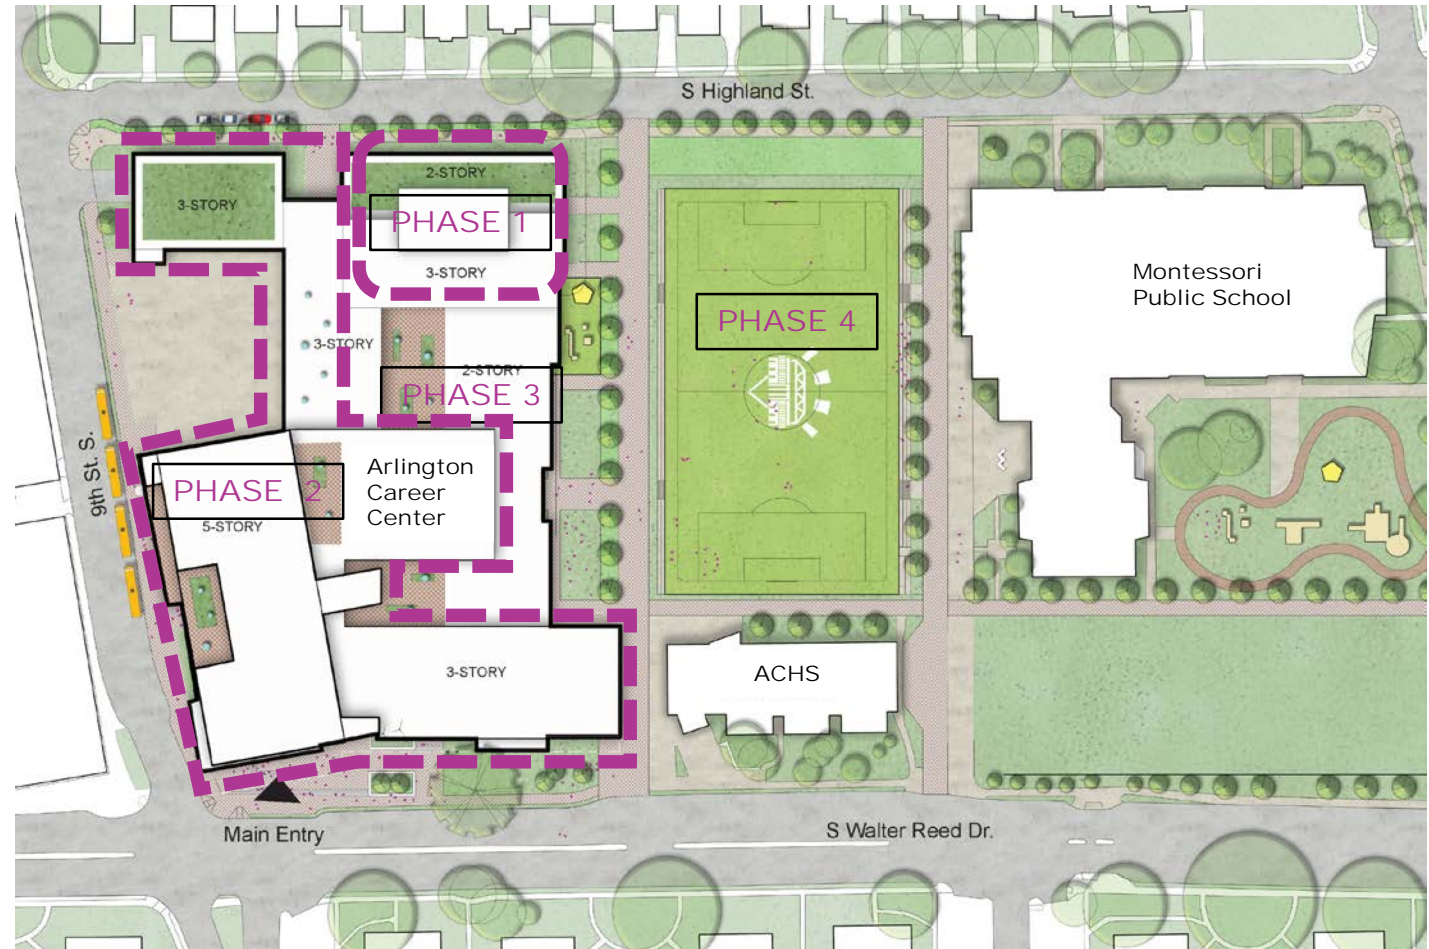 S Highland St.
2-STORY
3-STORY
PHASE 1
3-STORY
Montessori
Public School
PHASE 4
3-STORY
2-STORY
PHASE 3
9th St. S.
Arlington
Career
Center
PHASE 2
5-STORY
3-STORY
ACHS
Main Entry
S Walter Reed Dr.